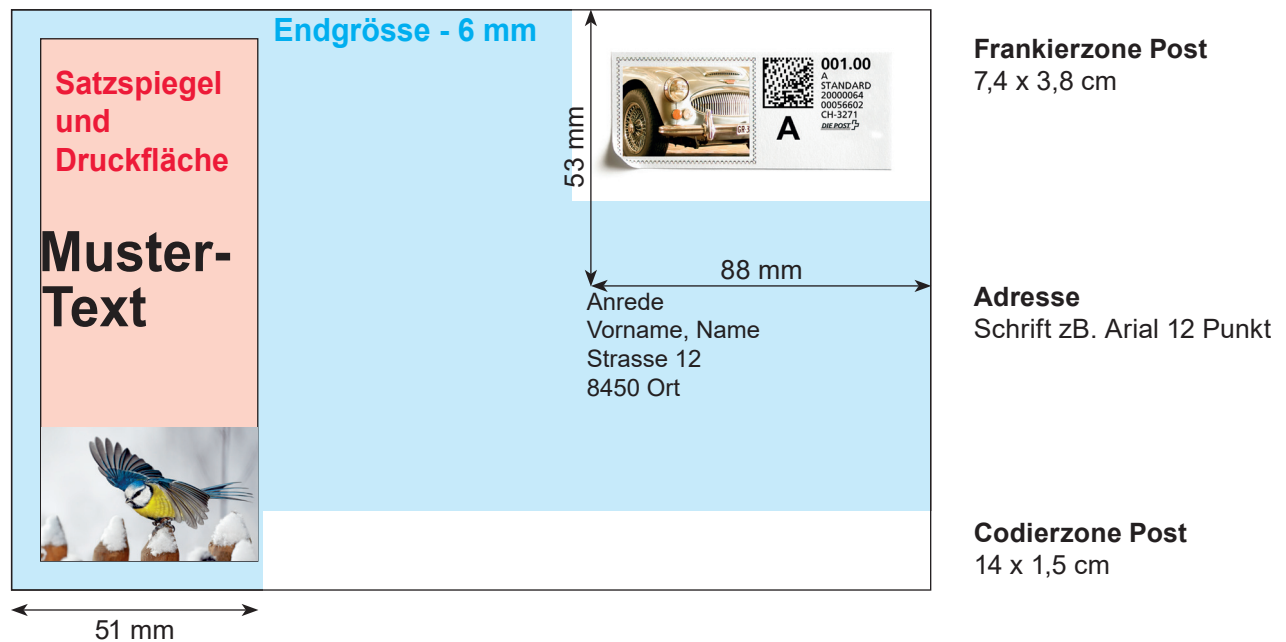 Endgrösse - 6 mm
Satzspiegel
und
Druckfläche
Muster-
Text
51 mm
53 mm
001.00
A
STANDARD
20000064
00056602
CH-3271
DIE POST
A
GR 3
88 mm
Anrede
Vorname, Name
Strasse 12
8450 Ort
Frankierzone Post
7,4 x 3,8 cm
Adresse
Schrift zB. Arial 12 Punkt
Codierzone Post
14 x 1,5 cm